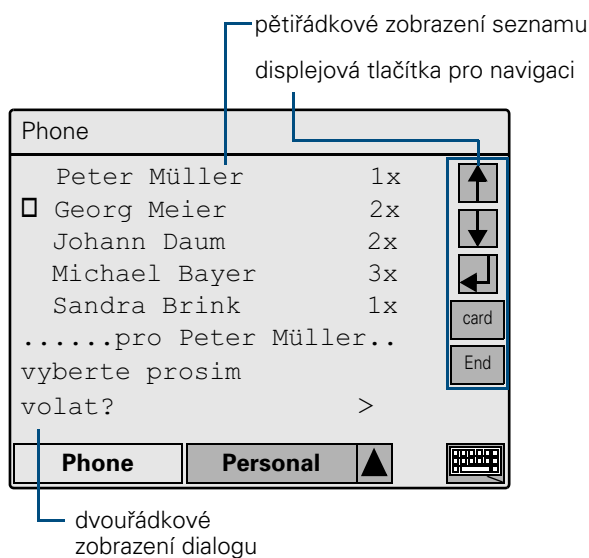 pětiřádkové zobrazení seznamu
displejová tlačítka pro navigaci
Phone
Peter Müller 1x
Georg Meier 2x
Johann Daum 2x
Michael Bayer 3x
Sandra Brink 1x
card
......pro Peter Müller..
End
vyberte prosim
volat? >
Phone Personal
dvouřádkové
zobrazení dialogu